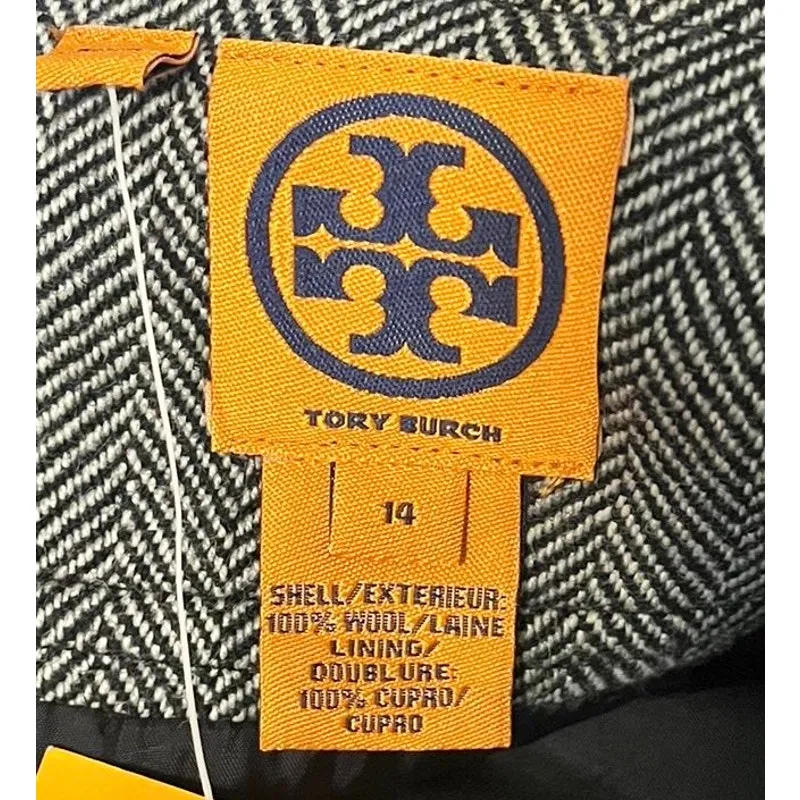 TORY BURCH
14
SHELL/EXTERIEUR:
100% WOOL/LAINE
LINING/
DOUBLURE:
100% CUPRO/
CUPRO